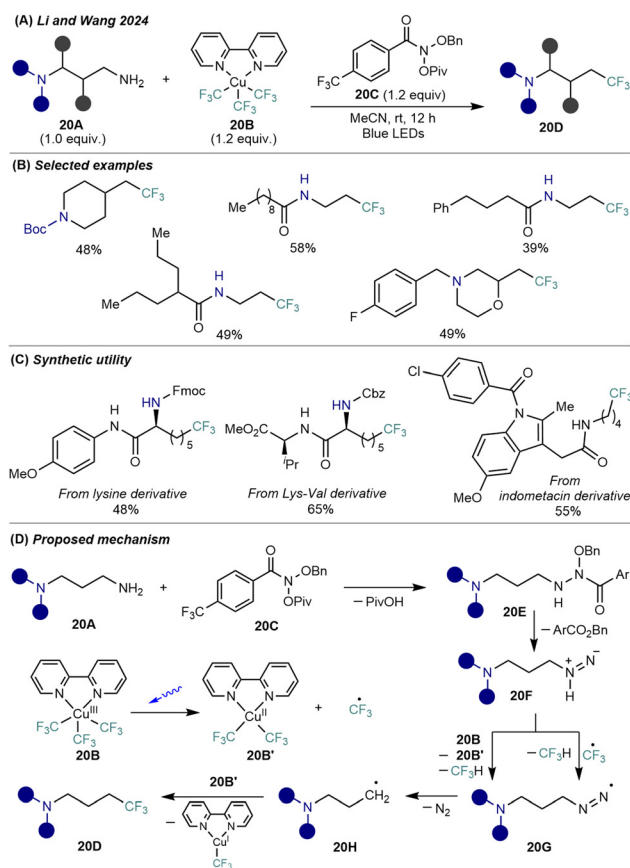 (A) Li and Wang 2024
N
NH2
20A
(1.0 equiv.)
+
N
N
CuIII
F3C
CF3
CF3
20B
(1.2 equiv.)
O
OBn
N
OPiv
F3C
20C (1.2 equiv)
MeCN, rt, 12 h
Blue LEDs
N
CF3
20D
(B) Selected examples
Boc
N
CF3
48%
Me
( )8
O
H
N
CF3
58%
Ph
O
H
N
CF3
39%
Me
Me
O
H
N
CF3
49%
F
N
O
CF3
49%
(C) Synthetic utility
MeO
H
N
O
HN
Fmoc
( )5
CF3
From lysine derivative
48%
MeO2C
iPr
H
N
O
HN
Cbz
( )5
CF3
From Lys-Val derivative
65%
Cl
O
N
Me
MeO
O
HN
( )4
CF3
From
indometacin derivative
55%
(D) Proposed mechanism
N
NH2
20A
+
O
OBn
N
OPiv
F3C
20C
– PivOH
N
N
H
OBn
N
Ar
O
20E
– ArCO2Bn
N
N
N
+
–
H
20F
N
N
CuIII
F3C
CF3
CF3
20B
N
N
CuII
F3C
CF3
20B'
+
CF3
20B
– 20B'
– CF3H
– CF3H
CF3
N
N
N
20G
– N2
N
CH2
20H
20B'
–
N
N
CuI
CF3
N
CF3
20D